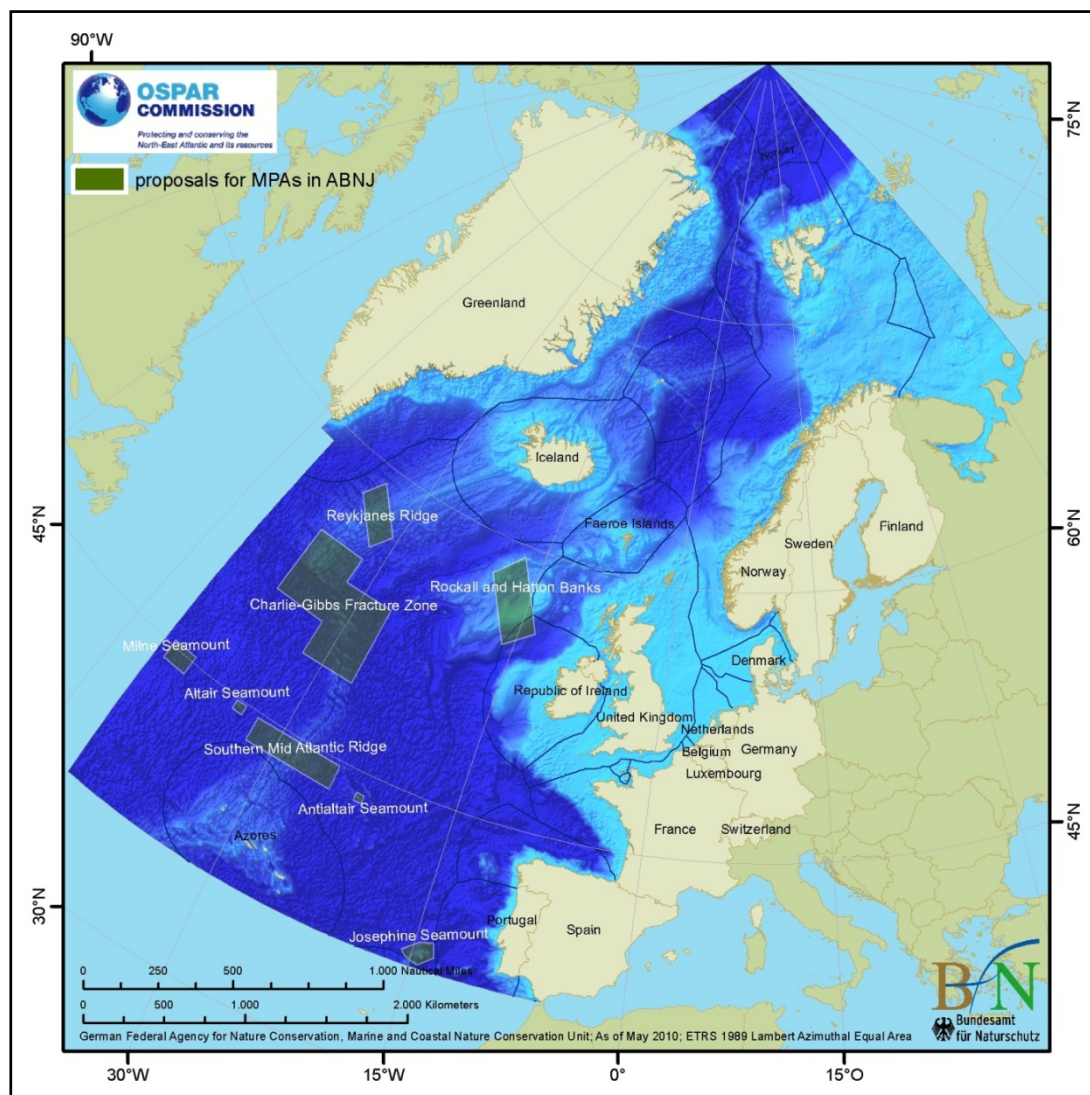 90°W
OSPAR
COMMISSION
Protecting and conserving the
North-East Atlantic and its resources
proposals for MPAs in ABNJ
75°N
Norway
Greenland
Iceland
45°N
Reykjanes Ridge
Faeroe Islands
Finland
60°N
Sweden
Norway
Rockall and Hatton Banks
Charlie-Gibbs Fracture Zone
Milne Seamount
Denmark
Altair Seamount
Republic of Ireland
United Kingdom
Netherlands
Southern Mid Atlantic Ridge
Belgium
Germany
Luxembourg
Antialtair Seamount
Azores
France
Switzerland
45°N
30°N
Portugal
Spain
Josephine Seamount
0 250 500 1.000 Nautical Miles
0 500 1.000 2.000 Kilometers
BfN
Bundesamt
für Naturschutz
German Federal Agency for Nature Conservation, Marine and Coastal Nature Conservation Unit; As of May 2010; ETRS 1989 Lambert Azimuthal Equal Area
30°W
15°W
0°
15°O